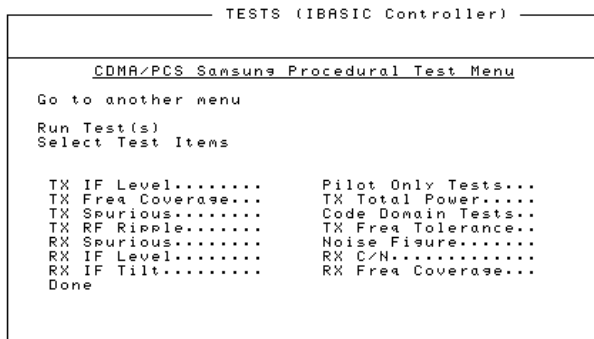 TESTS (IBASIC Controller)
CDMA/PCS Samsung Procedural Test Menu
Go to another menu
Run Test(s)
Select Test Items
TX IF Level........ Pilot Only Tests...
TX Freq Coverage... TX Total Power.....
TX Spurious........ Code Domain Tests..
TX RF Ripple....... TX Freq Tolerance..
RX Spurious........ Noise Figure.......
RX IF Level........ RX C/N.............
RX IF Tilt......... RX Freq Coverage...
Done